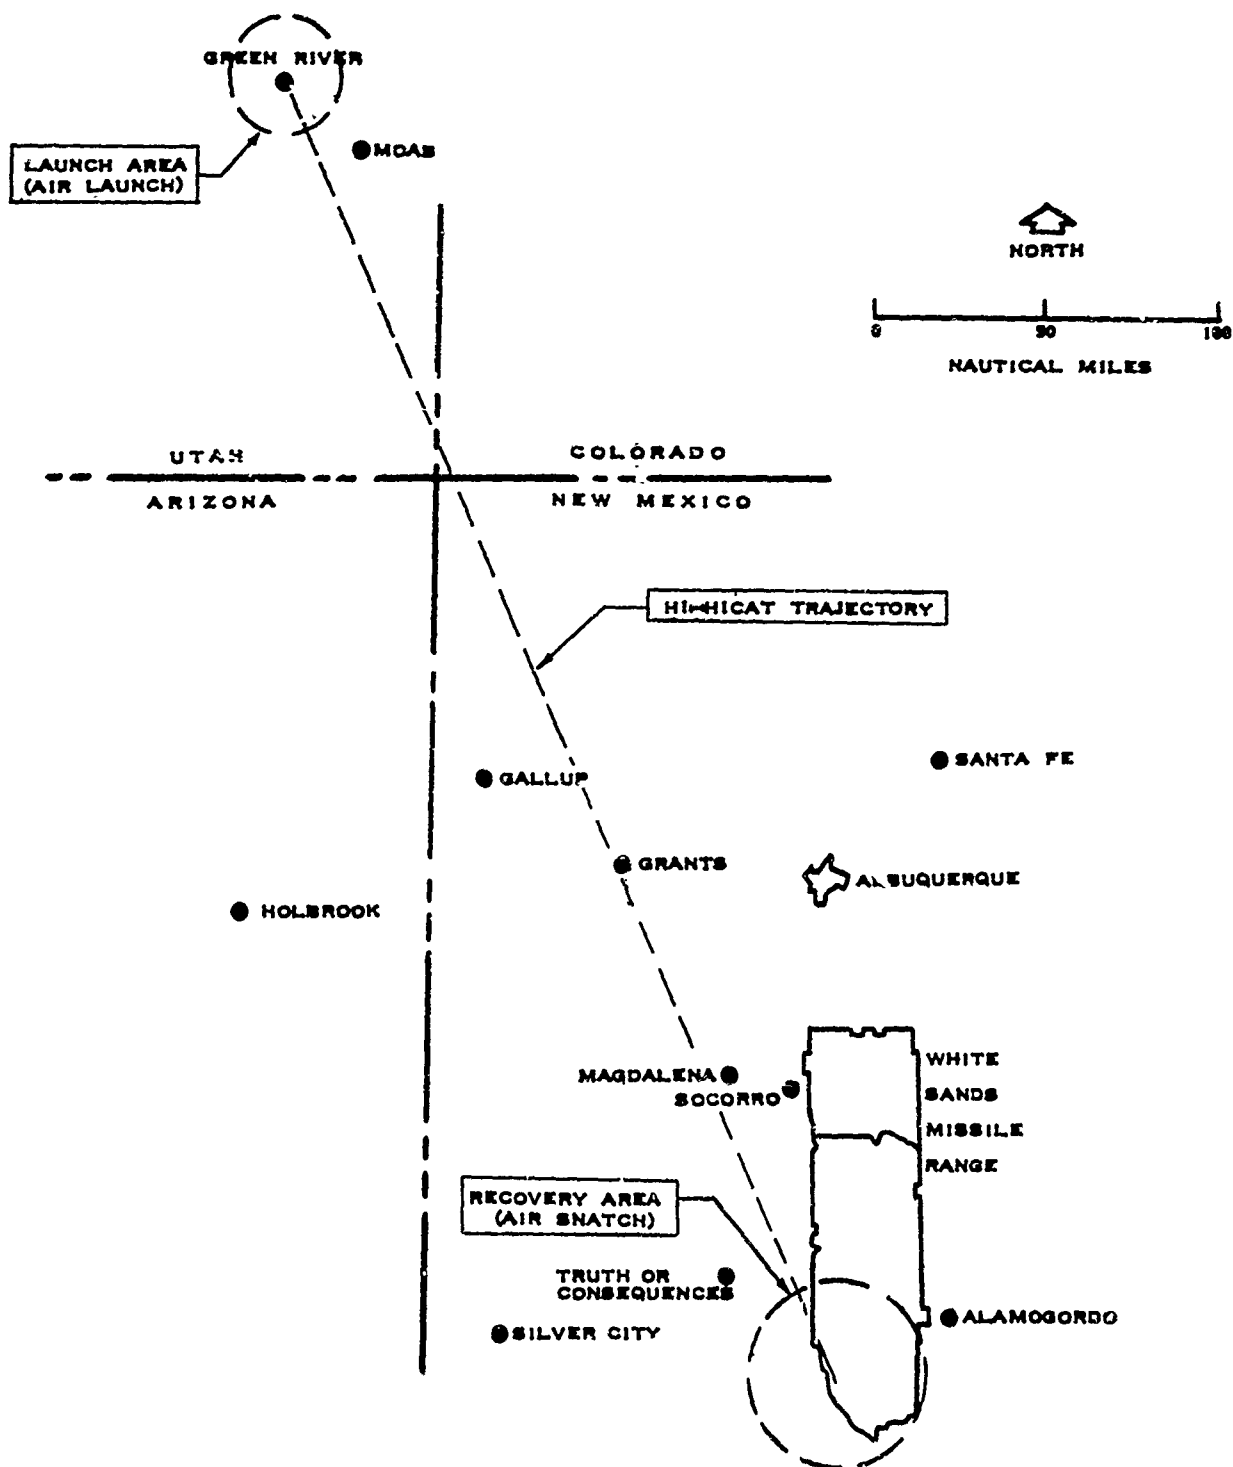 GREEN RIVER
MOAB
LAUNCH AREA
(AIR LAUNCH)
NORTH
0 50 100
NAUTICAL MILES
UTAH
COLORADO
ARIZONA
NEW MEXICO
HI-HICAT TRAJECTORY
SANTA FE
GALLUP
GRANTS
ALBUQUERQUE
HOLBROOK
WHITE
SANDS
MISSILE
RANGE
MAGDALENA
SOCORRO
RECOVERY AREA
(AIR SNATCH)
TRUTH OR
CONSEQUENCES
ALAMOGORDO
SILVER CITY